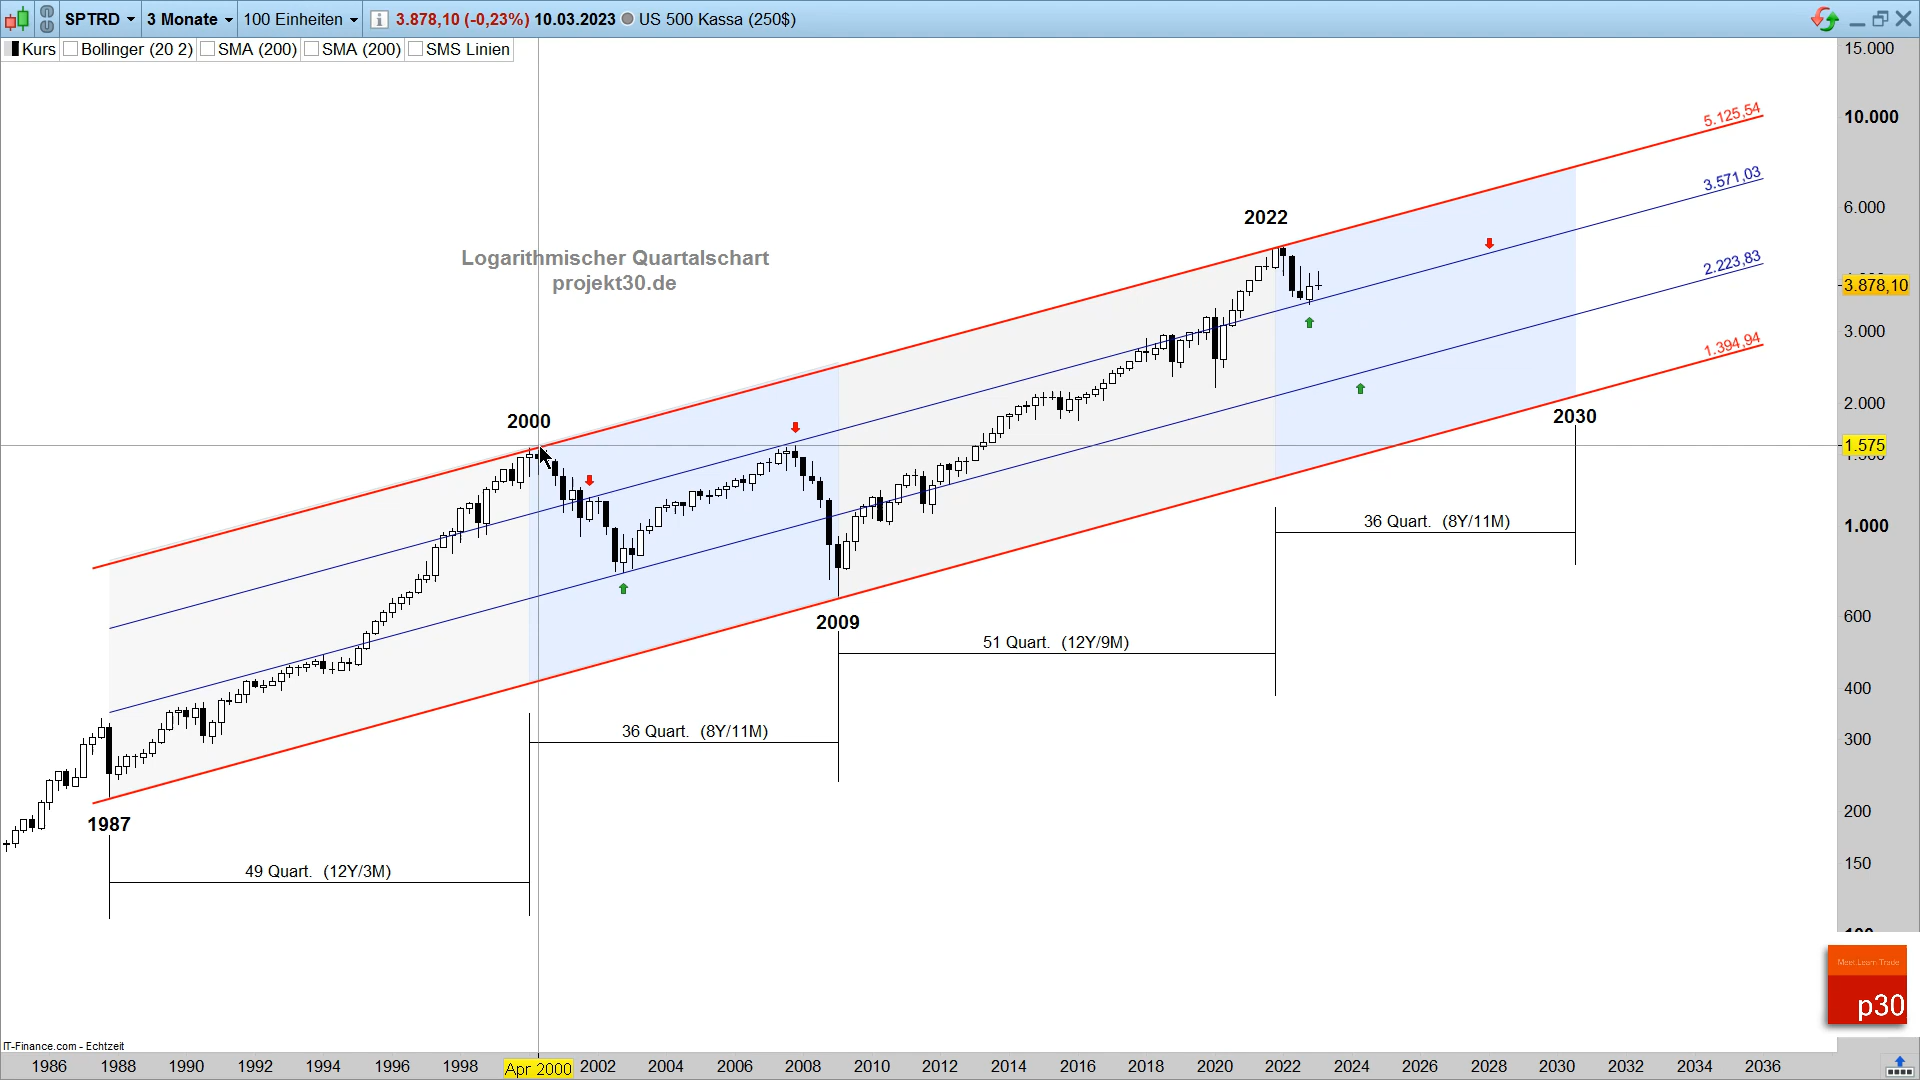 SPTRD 3 Monate 100 Einheiten 3.878,10 (-0,23%) 10.03.2023 US 500 Kassa (250$)
Kurs Bollinger (20 2) SMA (200) SMA (200) SMS Linien
15.000
5.125,54
10.000
3.571,03
6.000
2022
Logarithmischer Quartalschart
projekt30.de
2.223,83
3.878,10
3.000
1.394,94
2.000
2000
2030
1.575
36 Quart. (8Y/11M)
1.000
600
2009
51 Quart. (12Y/9M)
400
36 Quart. (8Y/11M)
300
200
1987
150
49 Quart. (12Y/3M)
Meet.Learn.Trade
p30
IT-Finance.com - Echtzeit
1986 1988 1990 1992 1994 1996 1998 Apr 2000 2002 2004 2006 2008 2010 2012 2014 2016 2018 2020 2022 2024 2026 2028 2030 2032 2034 2036